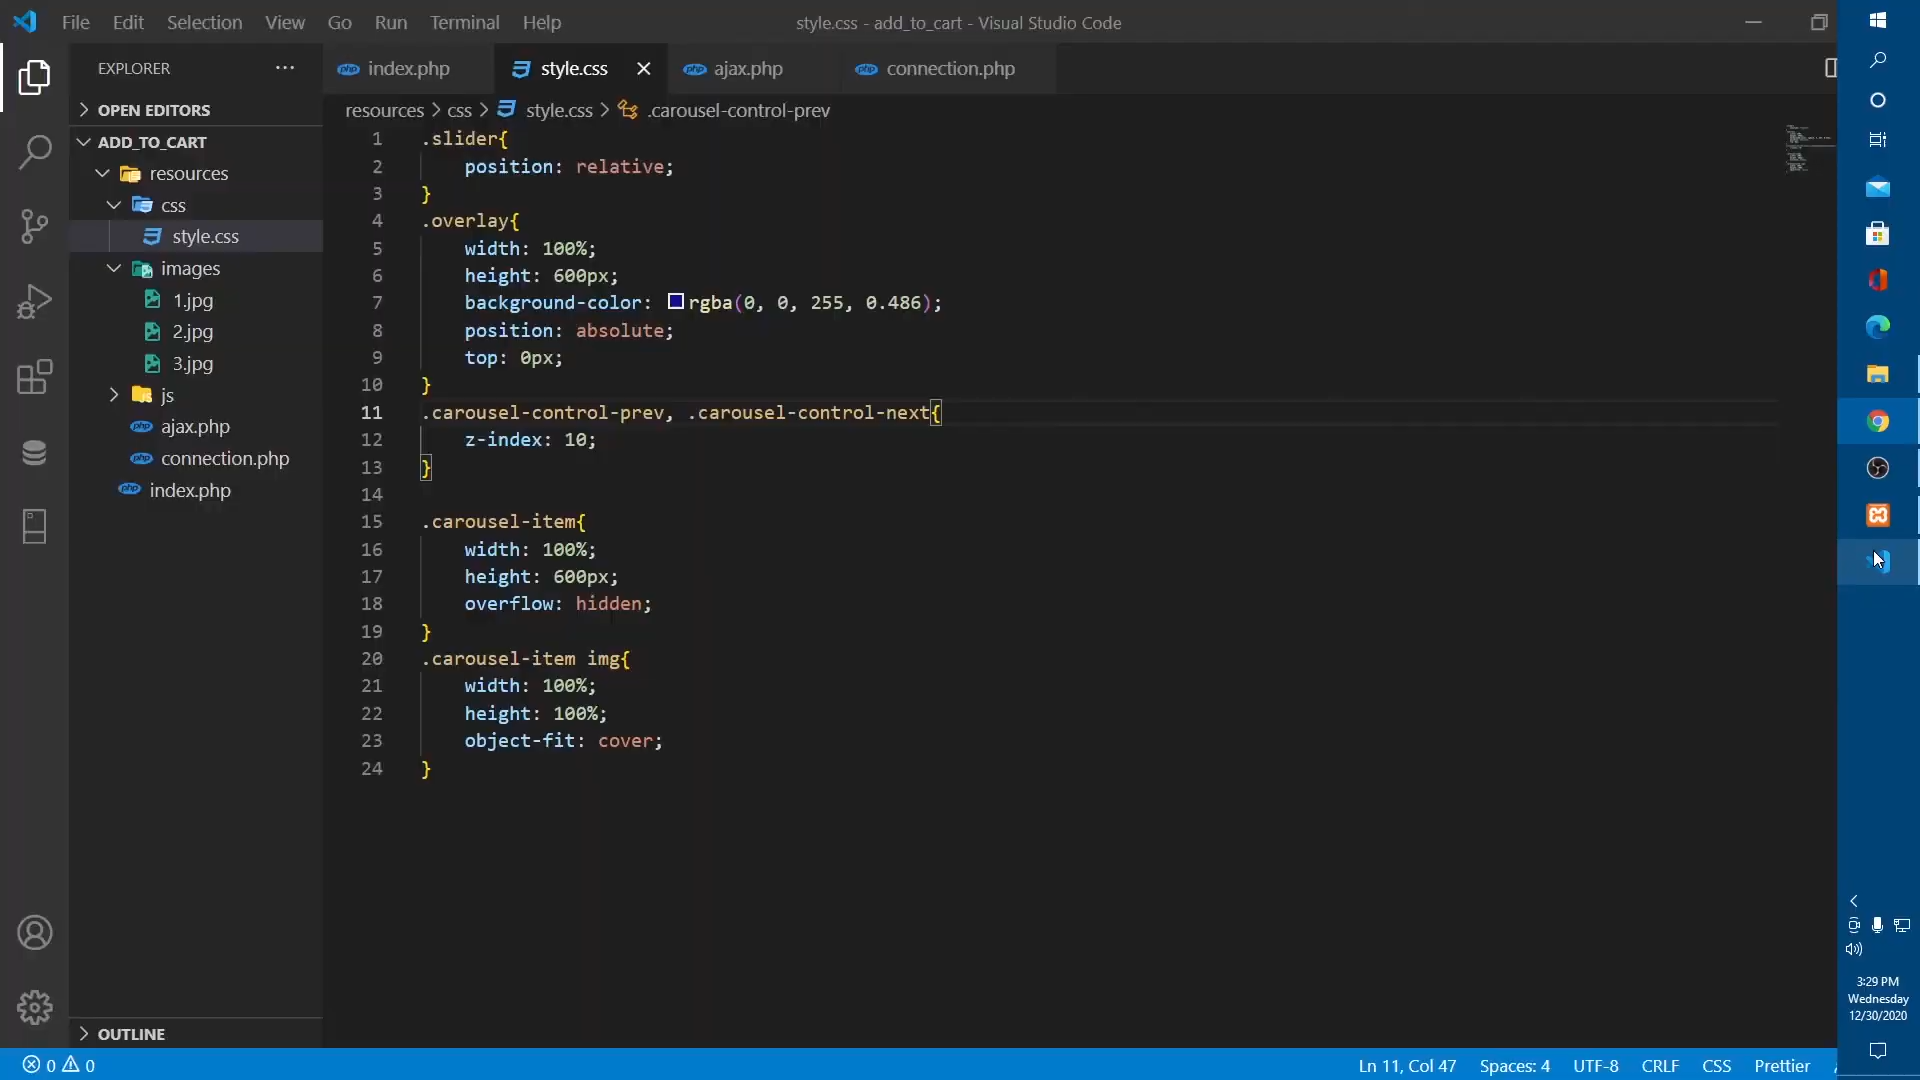 File Edit Selection View Go Run Terminal Help
style.css - add_to_cart - Visual Studio Code
EXPLORER
index.php
style.css
ajax.php
connection.php
OPEN EDITORS
resources > css > style.css > .carousel-control-prev
ADD_TO_CART
resources
css
style.css
images
1.jpg
2.jpg
3.jpg
js
ajax.php
connection.php
index.php
OUTLINE
1 .slider{
2 position: relative;
3 }
4 .overlay{
5 width: 100%;
6 height: 600px;
7 background-color: rgba(0, 0, 255, 0.486);
8 position: absolute;
9 top: 0px;
10 }
11 .carousel-control-prev, .carousel-control-next{
12 z-index: 10;
13 }
14
15 .carousel-item{
16 width: 100%;
17 height: 600px;
18 overflow: hidden;
19 }
20 .carousel-item img{
21 width: 100%;
22 height: 100%;
23 object-fit: cover;
24 }
3:29 PM
Wednesday
12/30/2020
0 0
Ln 11, Col 47 Spaces: 4 UTF-8 CRLF CSS Prettier